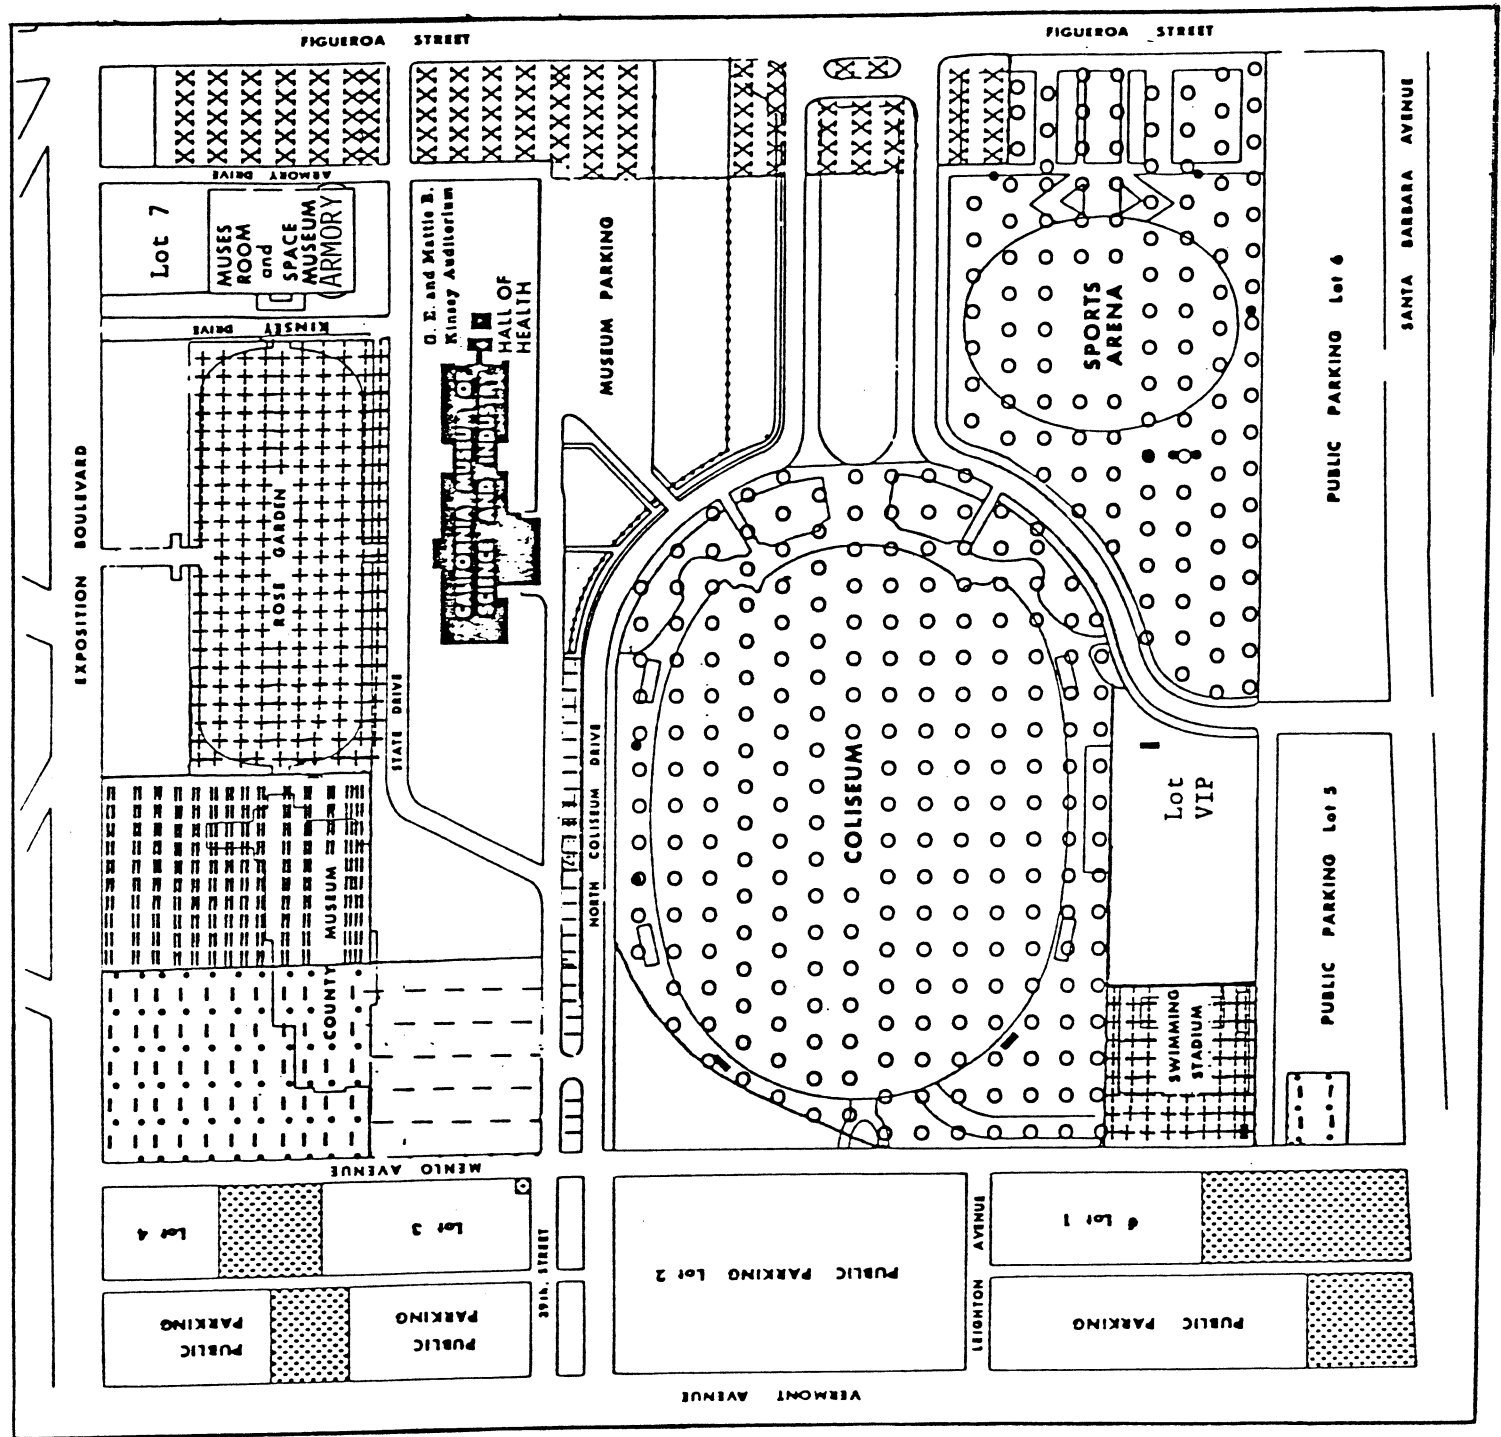 FIGUEROA STREET
FIGUEROA STREET
SANTA BARBARA AVENUE
ARMORY DRIVE
Lot 7
MUSES
ROOM
and
SPACE
MUSEUM
ARMORY
G. E. and Mattie B.
Kinsey Auditorium
HALL OF
HEALTH
MUSEUM PARKING
SPORTS
ARENA
PUBLIC PARKING Lot 6
KINSEY DRIVE
EXPOSITION BOULEVARD
ROSE GARDEN
CALIFORNIA MUSEUM OF
SCIENCE AND INDUSTRY
STATE DRIVE
NORTH COLISEUM DRIVE
COLISEUM
Lot
VIP
PUBLIC PARKING Lot 5
COUNTY MUSEUM
SWIMMING
STADIUM
MENLO AVENUE
Lot 4
Lot 3
39th. STREET
PUBLIC PARKING Lot 2
LEIGHTON AVENUE
Lot 1
PUBLIC
PARKING
PUBLIC
PARKING
PUBLIC PARKING
VERMONT AVENUE